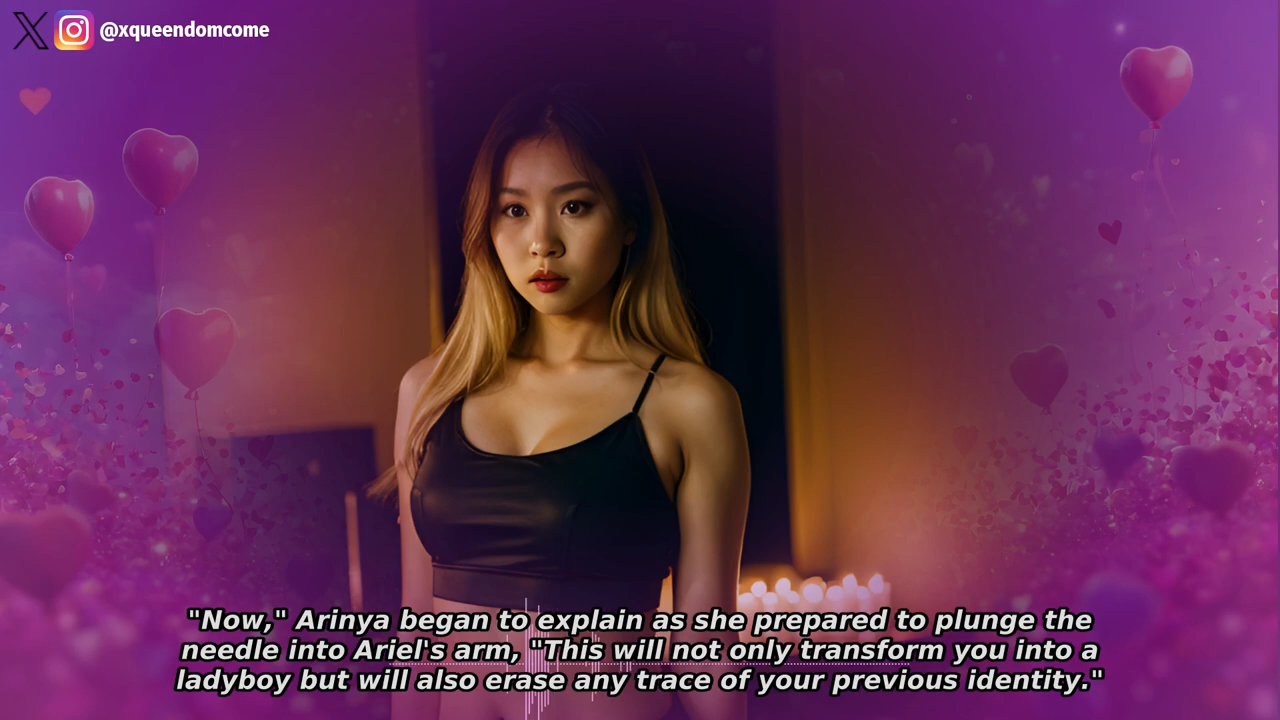 @xqueendomcome
"Now," Arinya began to explain as she prepared to plunge the
needle into Ariel's arm, "This will not only transform you into a
ladyboy but will also erase any trace of your previous identity."